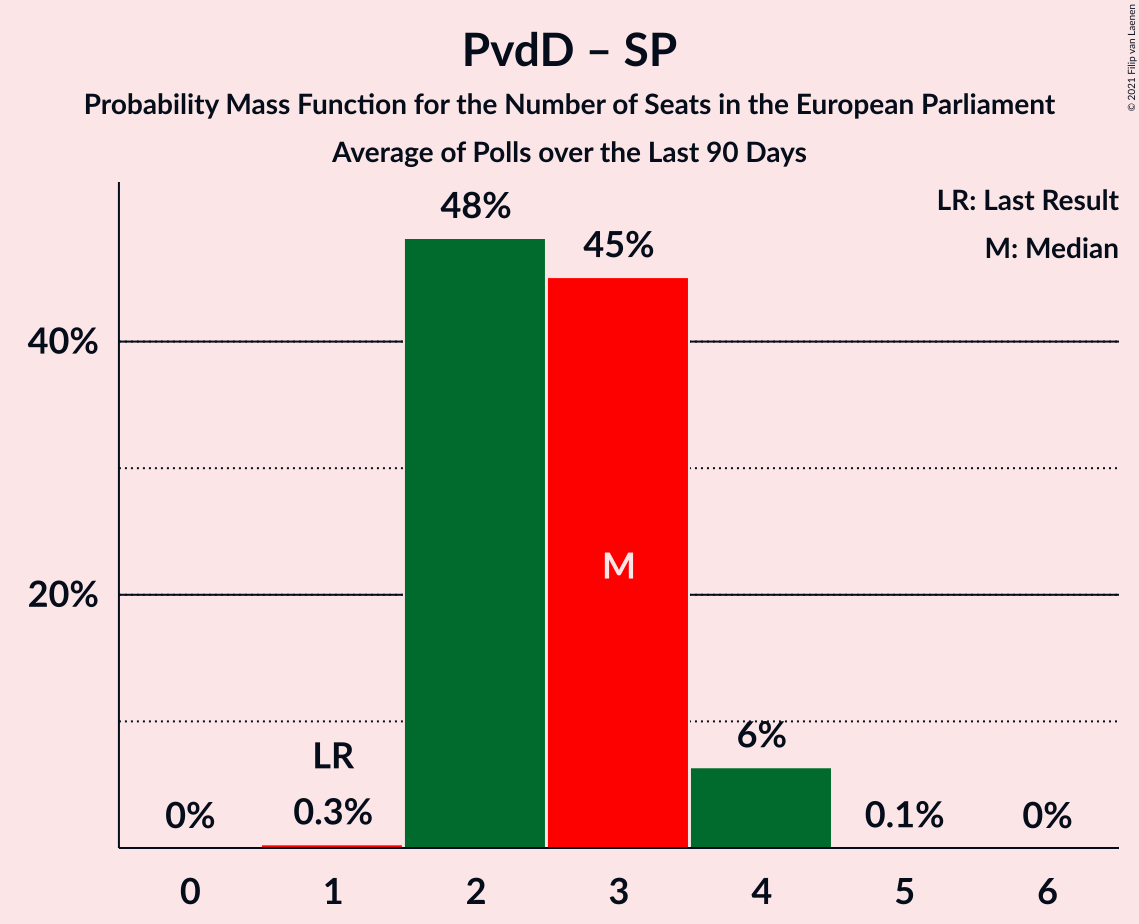 PvdD – SP
Probability Mass Function for the Number of Seats in the European Parliament
Average of Polls over the Last 90 Days
© 2021 Filip van Laenen
LR: Last Result
M: Median
48%
45%
40%
M
20%
6%
LR
0%
0.3%
0.1%
0%
0 1 2 3 4 5 6